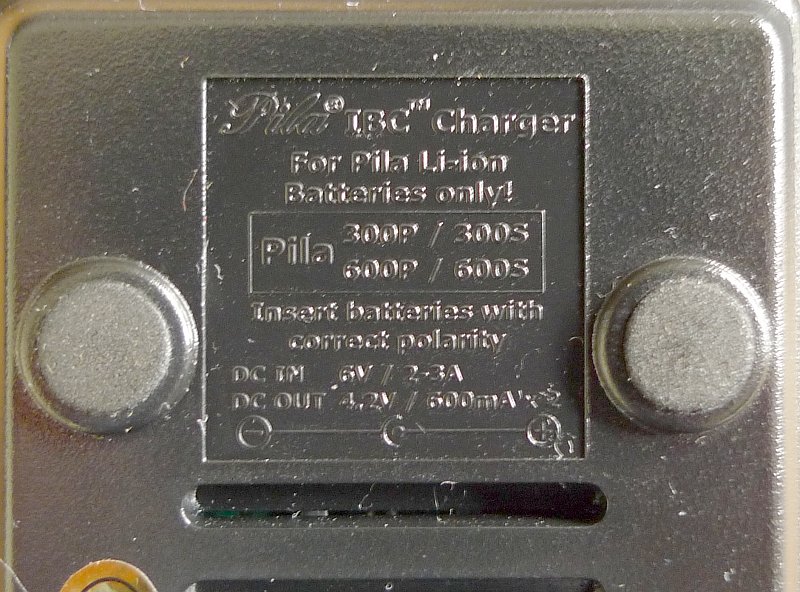 Pila® IBC™ Charger
For Pila Li-ion
Batteries only!
Pila 300P / 300S
600P / 600S
Insert batteries with
correct polarity
DC IN 6V / 2-3A
DC OUT 4.2V / 600mA*2